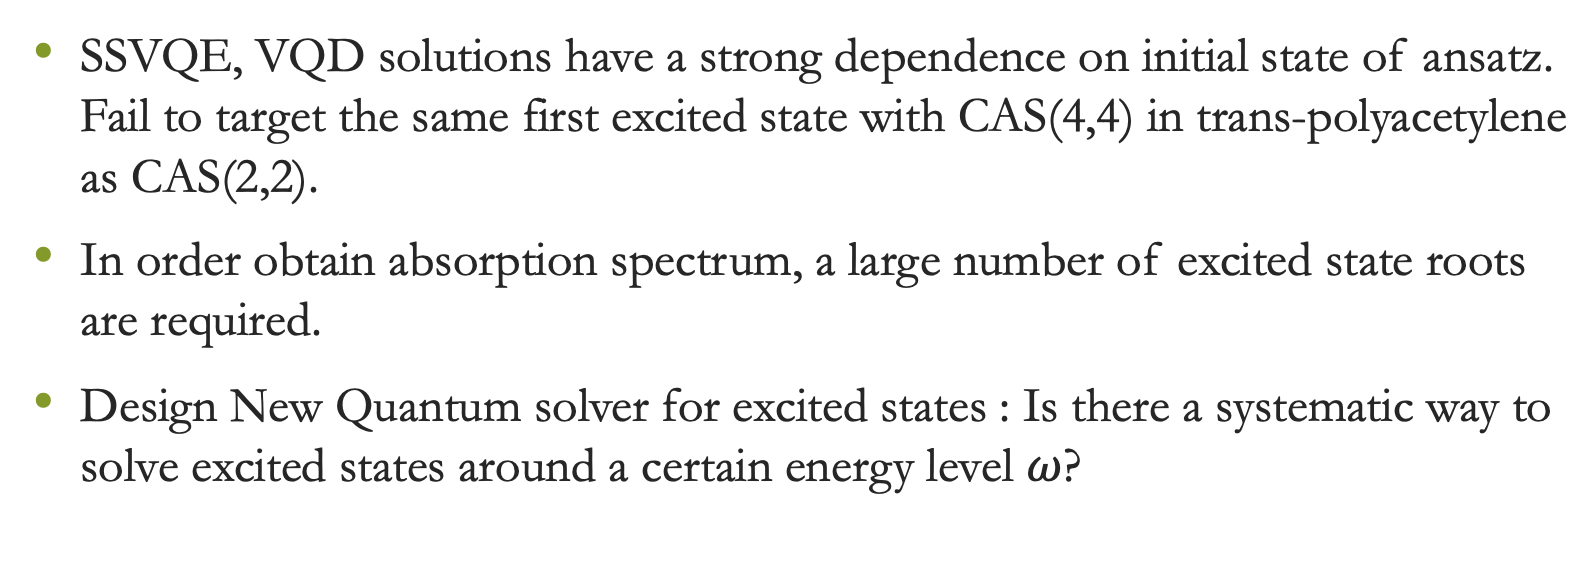 • SSVQE, VQD solutions have a strong dependence on initial state of ansatz.
Fail to target the same first excited state with CAS(4,4) in trans-polyacetylene
as CAS(2,2).
• In order obtain absorption spectrum, a large number of excited state roots
are required.
• Design New Quantum solver for excited states : Is there a systematic way to
solve excited states around a certain energy level ω?